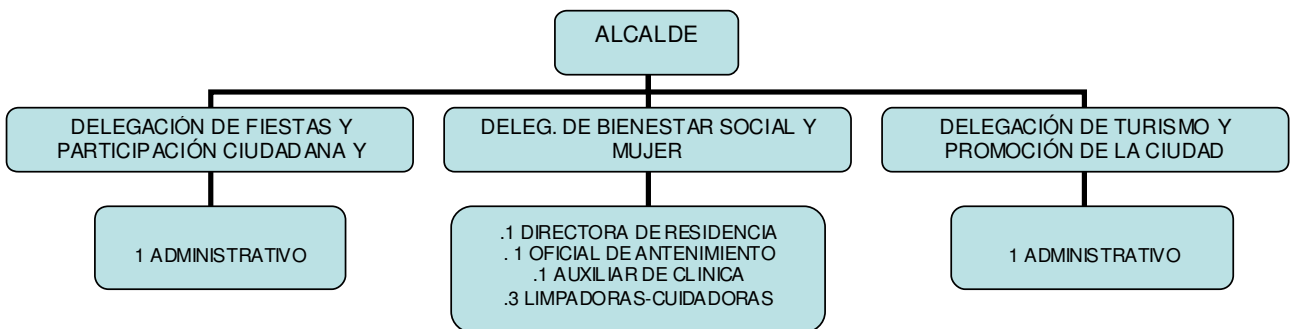 ALCALDE
DELEGACIÓN DE FIESTAS Y
PARTICIPACIÓN CIUDADANA Y
DELEG. DE BIENESTAR SOCIAL Y
MUJER
DELEGACIÓN DE TURISMO Y
PROMOCIÓN DE LA CIUDAD
1 ADMINISTRATIVO
.1 DIRECTORA DE RESIDENCIA
. 1 OFICIAL DE ANTENIMIENTO
.1 AUXILIAR DE CLINICA
.3 LIMPADORAS-CUIDADORAS
1 ADMINISTRATIVO